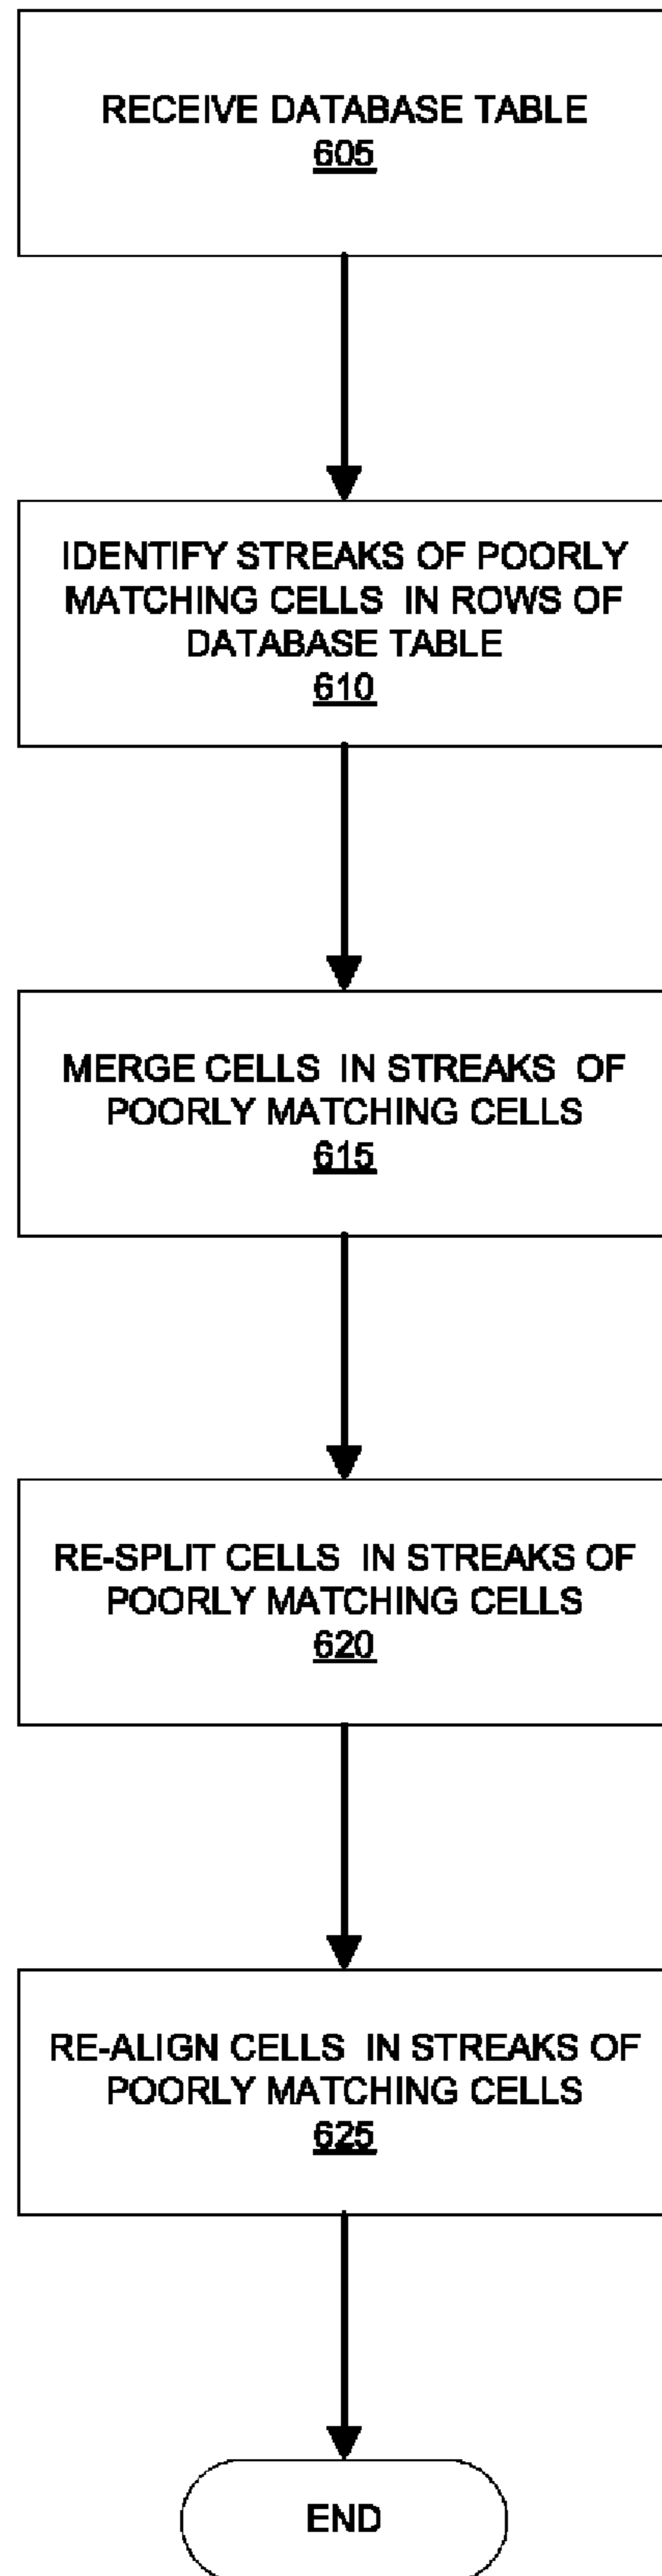 RECEIVE DATABASE TABLE
605
IDENTIFY STREAKS OF POORLY
MATCHING CELLS IN ROWS OF
DATABASE TABLE
610
MERGE CELLS IN STREAKS OF
POORLY MATCHING CELLS
615
RE-SPLIT CELLS IN STREAKS OF
POORLY MATCHING CELLS
620
RE-ALIGN CELLS IN STREAKS OF
POORLY MATCHING CELLS
625
END